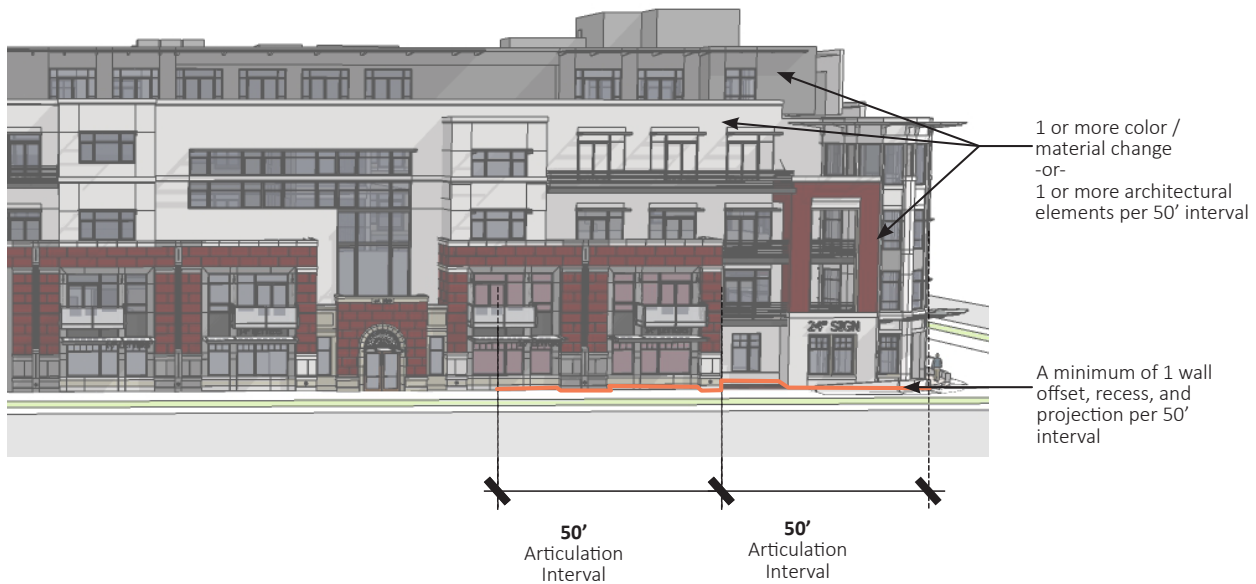 1 or more color /
material change
-or-
1 or more architectural
elements per 50' interval
24" SIGN
A minimum of 1 wall
offset, recess, and
projection per 50'
interval
50'
Articulation
Interval
50'
Articulation
Interval